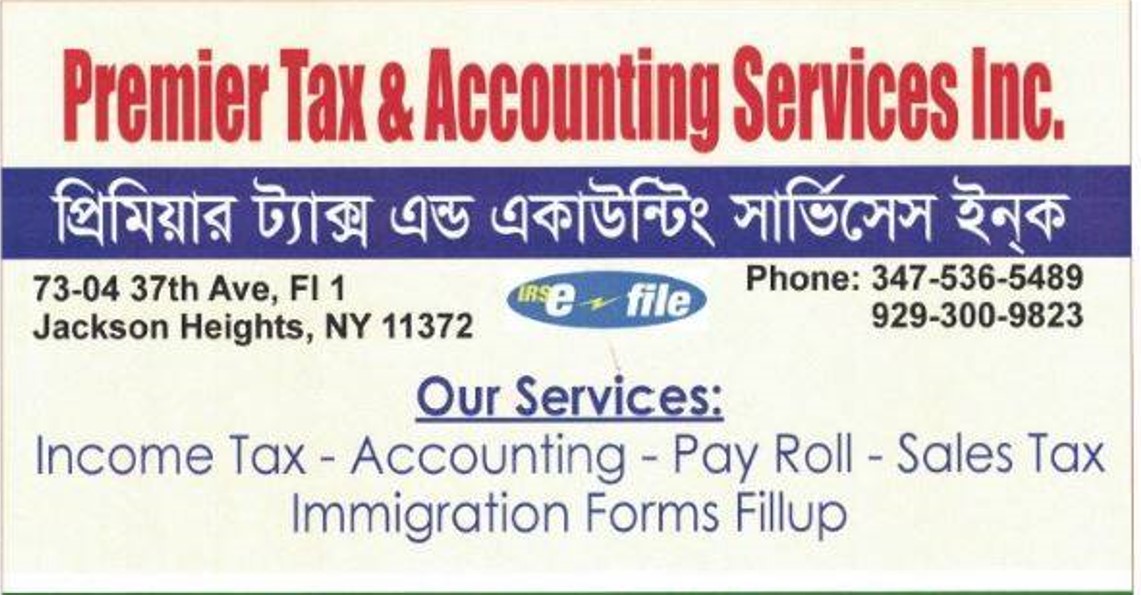 Premier Tax & Accounting Services Inc.
প্রিমিয়ার ট্যাক্স এন্ড একাউন্টিং সার্ভিসেস ইন্‌ক
73-04 37th Ave, Fl 1
Jackson Heights, NY 11372
IRS e file
Phone: 347-536-5489
929-300-9823
Our Services:
Income Tax - Accounting - Pay Roll - Sales Tax
Immigration Forms Fillup